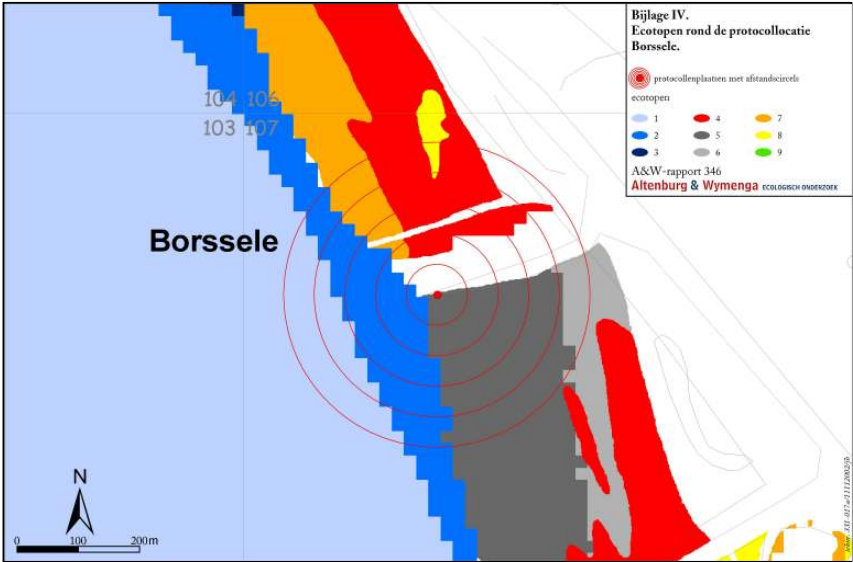 Bijlage IV.
Ecotopen rond de protocollocatie
Borssele.
protocollenplaatsen met afstandscircels
ecotopen
1 4 7
2 5 8
3 6 9
A&W-rapport 346
Altenburg & Wymenga ECOLOGISCH ONDERZOEK
104 106
103 107
Borssele
N
0 100 200m